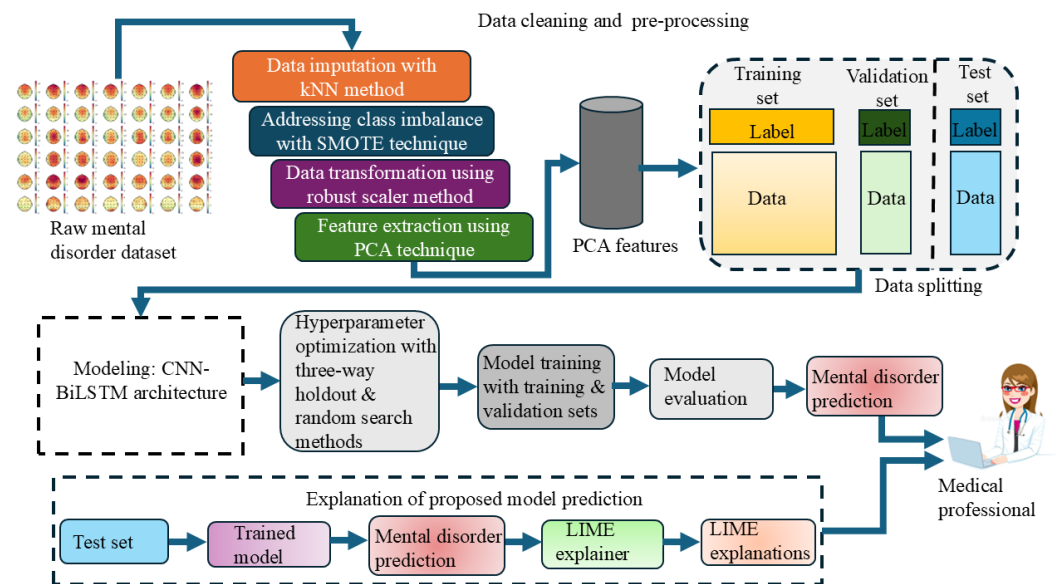 Data cleaning and pre-processing
Data imputation with
kNN method
Addressing class imbalance
with SMOTE technique
Data transformation using
robust scaler method
Feature extraction using
PCA technique
Raw mental
disorder dataset
PCA features
Training
set
Validation
set
Test
set
Label
Label
Label
Data
Data
Data
Data splitting
Modeling: CNN-
BiLSTM architecture
Hyperparameter
optimization with
three-way
holdout &
random search
methods
Model training
with training &
validation sets
Model
evaluation
Mental disorder
prediction
Medical
professional
Explanation of proposed model prediction
Test set
Trained
model
Mental disorder
prediction
LIME
explainer
LIME
explanations